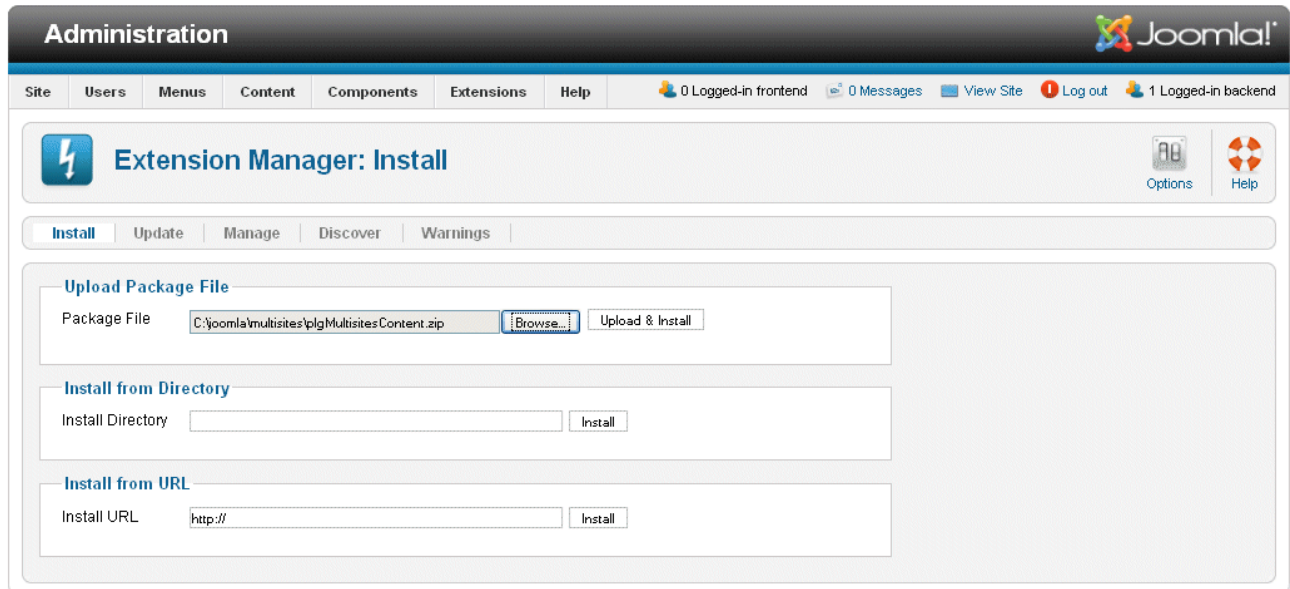 Administration
Joomla!
Site Users Menus Content Components Extensions Help 0 Logged-in frontend 0 Messages View Site Log out 1 Logged-in backend
Extension Manager: Install
Options Help
Install Update Manage Discover Warnings
Upload Package File
Package File C:\joomla\multisites\plgMultisitesContent.zip Browse... Upload & Install
Install from Directory
Install Directory Install
Install from URL
Install URL http:// Install